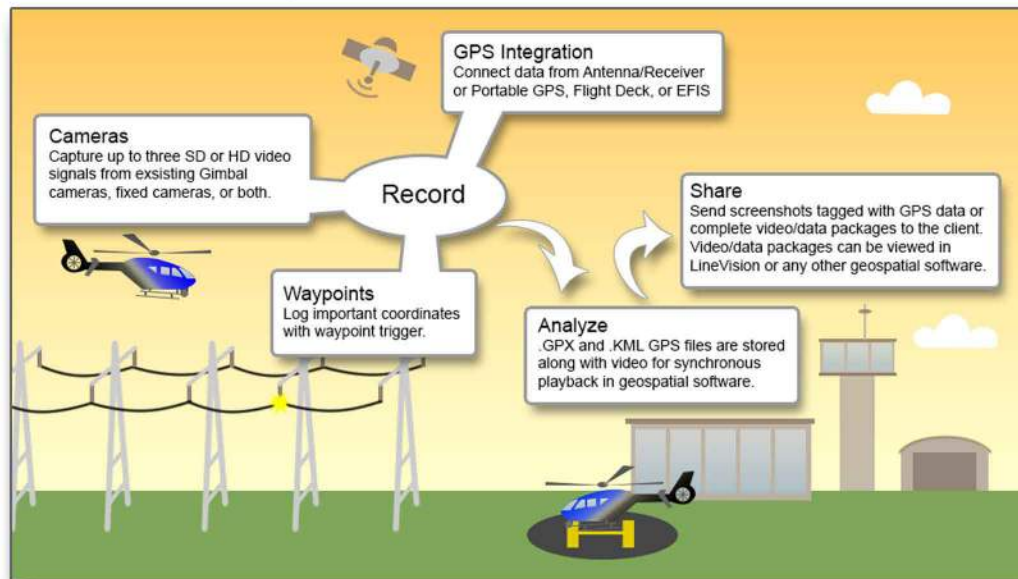 GPS Integration
Connect data from Antenna/Receiver
or Portable GPS, Flight Deck, or EFIS
Cameras
Capture up to three SD or HD video
signals from exsisting Gimbal
cameras, fixed cameras, or both.
Record
Share
Send screenshots tagged with GPS data or
complete video/data packages to the client.
Video/data packages can be viewed in
LineVision or any other geospatial software.
Waypoints
Log important coordinates
with waypoint trigger.
Analyze
.GPX and .KML GPS files are stored
along with video for synchronous
playback in geospatial software.